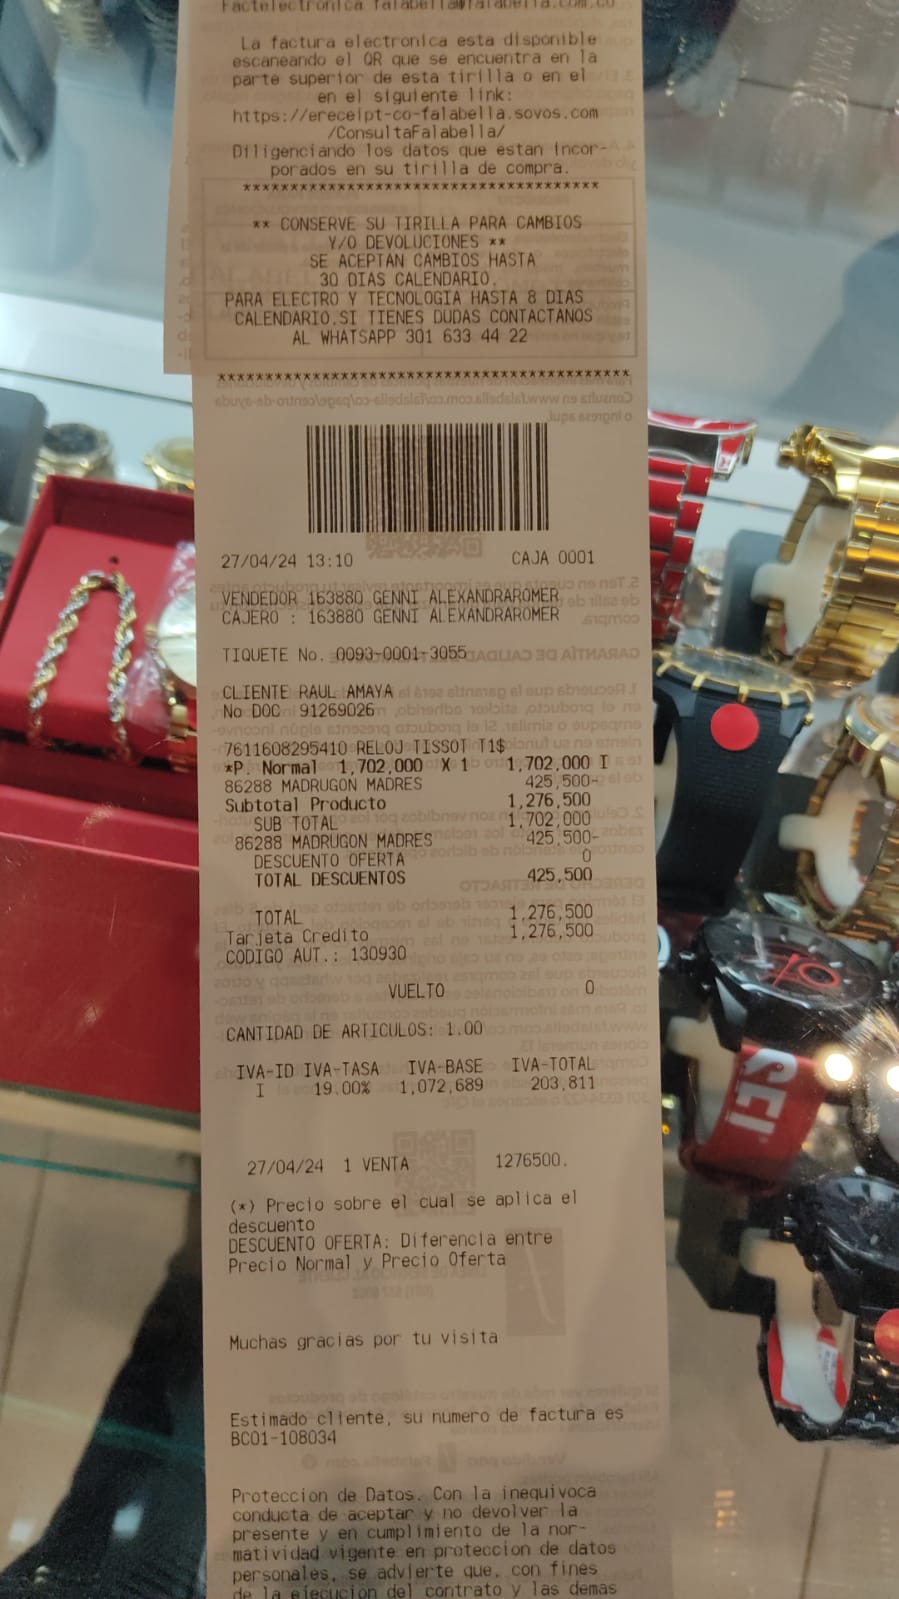 Factelectronica falabella@falabella.com.co
La factura electronica esta disponible
escaneando el QR que se encuentra en la
parte superior de esta tirilla o en el
en el siguiente link:
https://ereceipt-co-falabella.sovos.com
/ConsultaFalabella/
Diligenciando los datos que estan incor-
porados en su tirilla de compra.
**************************************
** CONSERVE SU TIRILLA PARA CAMBIOS
Y/O DEVOLUCIONES **
SE ACEPTAN CAMBIOS HASTA
30 DIAS CALENDARIO.
PARA ELECTRO Y TECNOLOGIA HASTA 8 DIAS
CALENDARIO.SI TIENES DUDAS CONTACTANOS
AL WHATSAPP 301 633 44 22
********************************************
27/04/24 13:10 CAJA 0001
VENDEDOR 163880 GENNI ALEXANDRAROMER
CAJERO : 163880 GENNI ALEXANDRAROMER
TIQUETE No. 0093-0001-3055
CLIENTE RAUL AMAYA
No DOC 91269026
7611608295410 RELOJ TISSOT T1$
*P. Normal 1,702,000 X 1 1,702,000 I
86288 MADRUGON MADRES 425,500-
Subtotal Producto 1,276,500
SUB TOTAL 1,702,000
86288 MADRUGON MADRES 425,500-
DESCUENTO OFERTA 0
TOTAL DESCUENTOS 425,500
TOTAL 1,276,500
Tarjeta Credito 1,276,500
CODIGO AUT.: 130930
VUELTO 0
CANTIDAD DE ARTICULOS: 1.00
IVA-ID IVA-TASA IVA-BASE IVA-TOTAL
I 19.00% 1,072,689 203,811
27/04/24 1 VENTA 1276500.
(*) Precio sobre el cual se aplica el
descuento
DESCUENTO OFERTA: Diferencia entre
Precio Normal y Precio Oferta
Muchas gracias por tu visita
Estimado cliente, su numero de factura es
BC01-108034
Proteccion de Datos. Con la inequivoca
conducta de aceptar y no devolver la
presente y en cumplimiento de la nor-
matividad vigente en proteccion de datos
personales, se advierte que, con fines
de la ejecucion del contrato y las demas